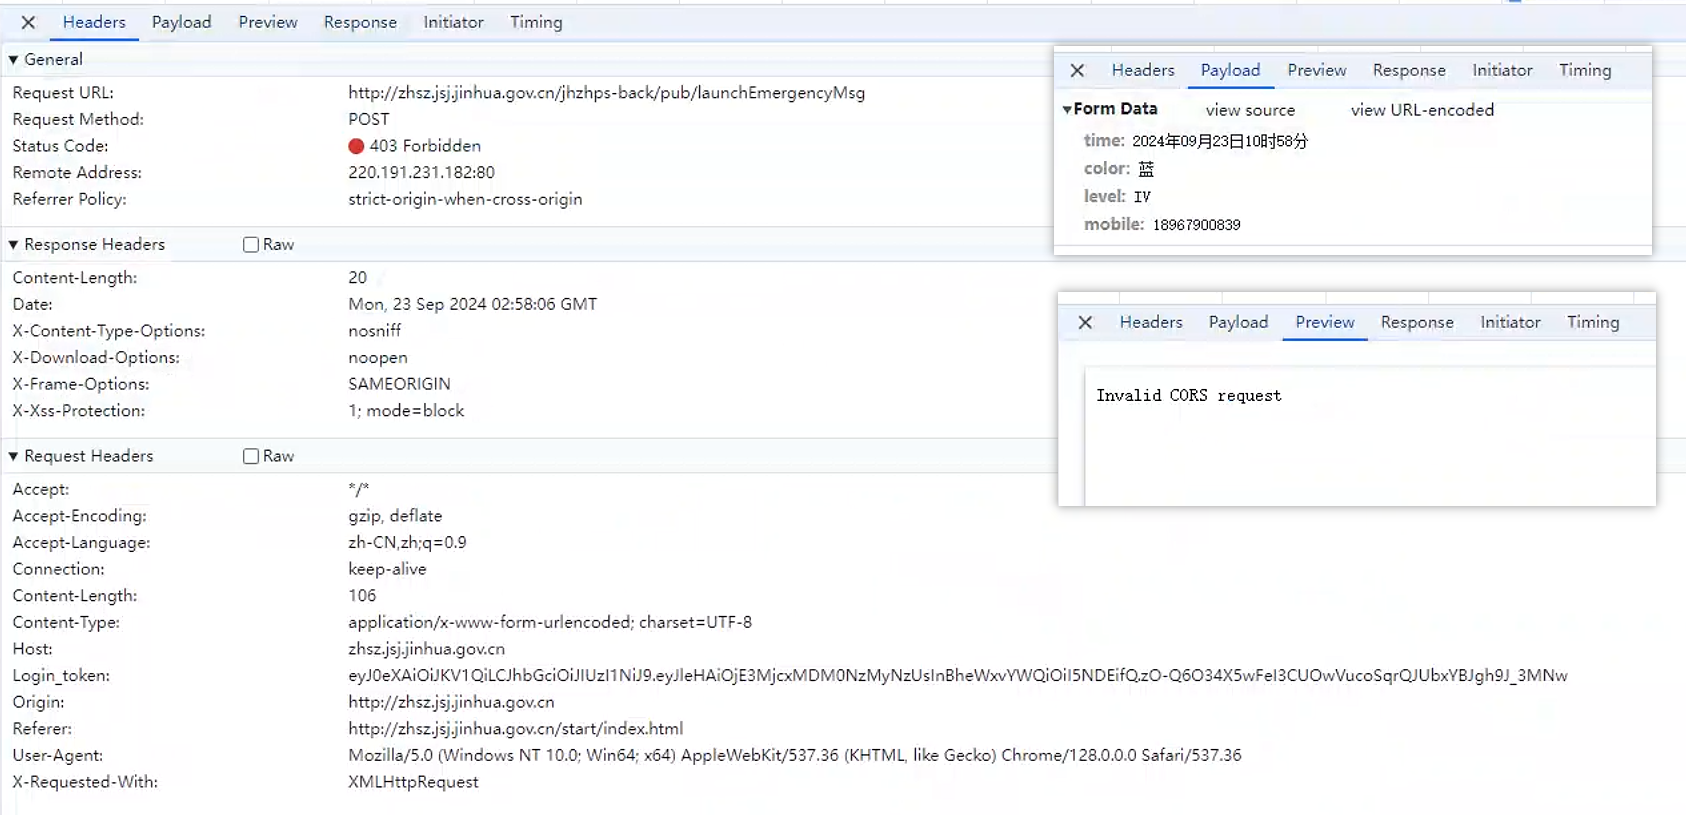 Headers Payload Preview Response Initiator Timing
General
Request URL: http://zhsz.jsj.jinhua.gov.cn/jhzhps-back/pub/launchEmergencyMsg
Request Method: POST
Status Code: 403 Forbidden
Remote Address: 220.191.231.182:80
Referrer Policy: strict-origin-when-cross-origin
Response Headers Raw
Content-Length: 20
Date: Mon, 23 Sep 2024 02:58:06 GMT
X-Content-Type-Options: nosniff
X-Download-Options: noopen
X-Frame-Options: SAMEORIGIN
X-Xss-Protection: 1; mode=block
Request Headers Raw
Accept: */*
Accept-Encoding: gzip, deflate
Accept-Language: zh-CN,zh;q=0.9
Connection: keep-alive
Content-Length: 106
Content-Type: application/x-www-form-urlencoded; charset=UTF-8
Host: zhsz.jsj.jinhua.gov.cn
Login_token: eyJ0eXAiOiJKV1QiLCJhbGciOiJIUzI1NiJ9.eyJleHAiOjE3MjcxMDM0NzMyNzUsInBheWxvYWQiOiI5NDEifQ.zO-Q6O34X5wFeI3CUOwVucoSqrQJUbxYBJgh9J_3MNw
Origin: http://zhsz.jsj.jinhua.gov.cn
Referer: http://zhsz.jsj.jinhua.gov.cn/start/index.html
User-Agent: Mozilla/5.0 (Windows NT 10.0; Win64; x64) AppleWebKit/537.36 (KHTML, like Gecko) Chrome/128.0.0.0 Safari/537.36
X-Requested-With: XMLHttpRequest
Headers Payload Preview Response Initiator Timing
Form Data view source view URL-encoded
time: 2024年09月23日10时58分
color: 蓝
level: IV
mobile: 18967900839
Headers Payload Preview Response Initiator Timing
Invalid CORS request